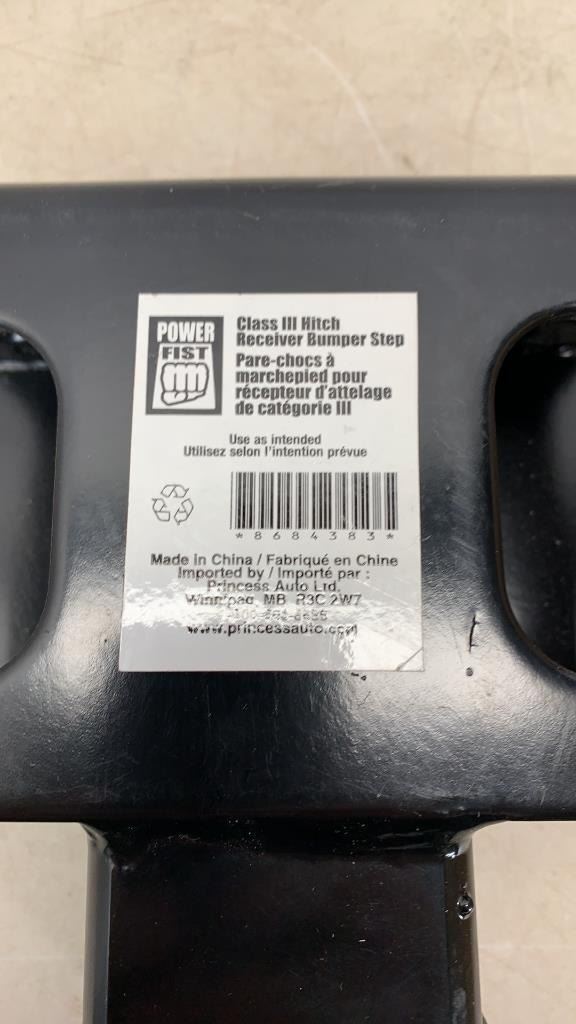 POWER
FIST
Class III Hitch
Receiver Bumper Step
Pare-chocs à
marchepied pour
récepteur d'attelage
de catégorie III
Use as intended
Utilisez selon l'intention prévue
*8684383*
Made in China / Fabriqué en Chine
Imported by / Importé par :
Princess Auto Ltd.
Winnipag, MB R3C 2W7
www.princessauto.com